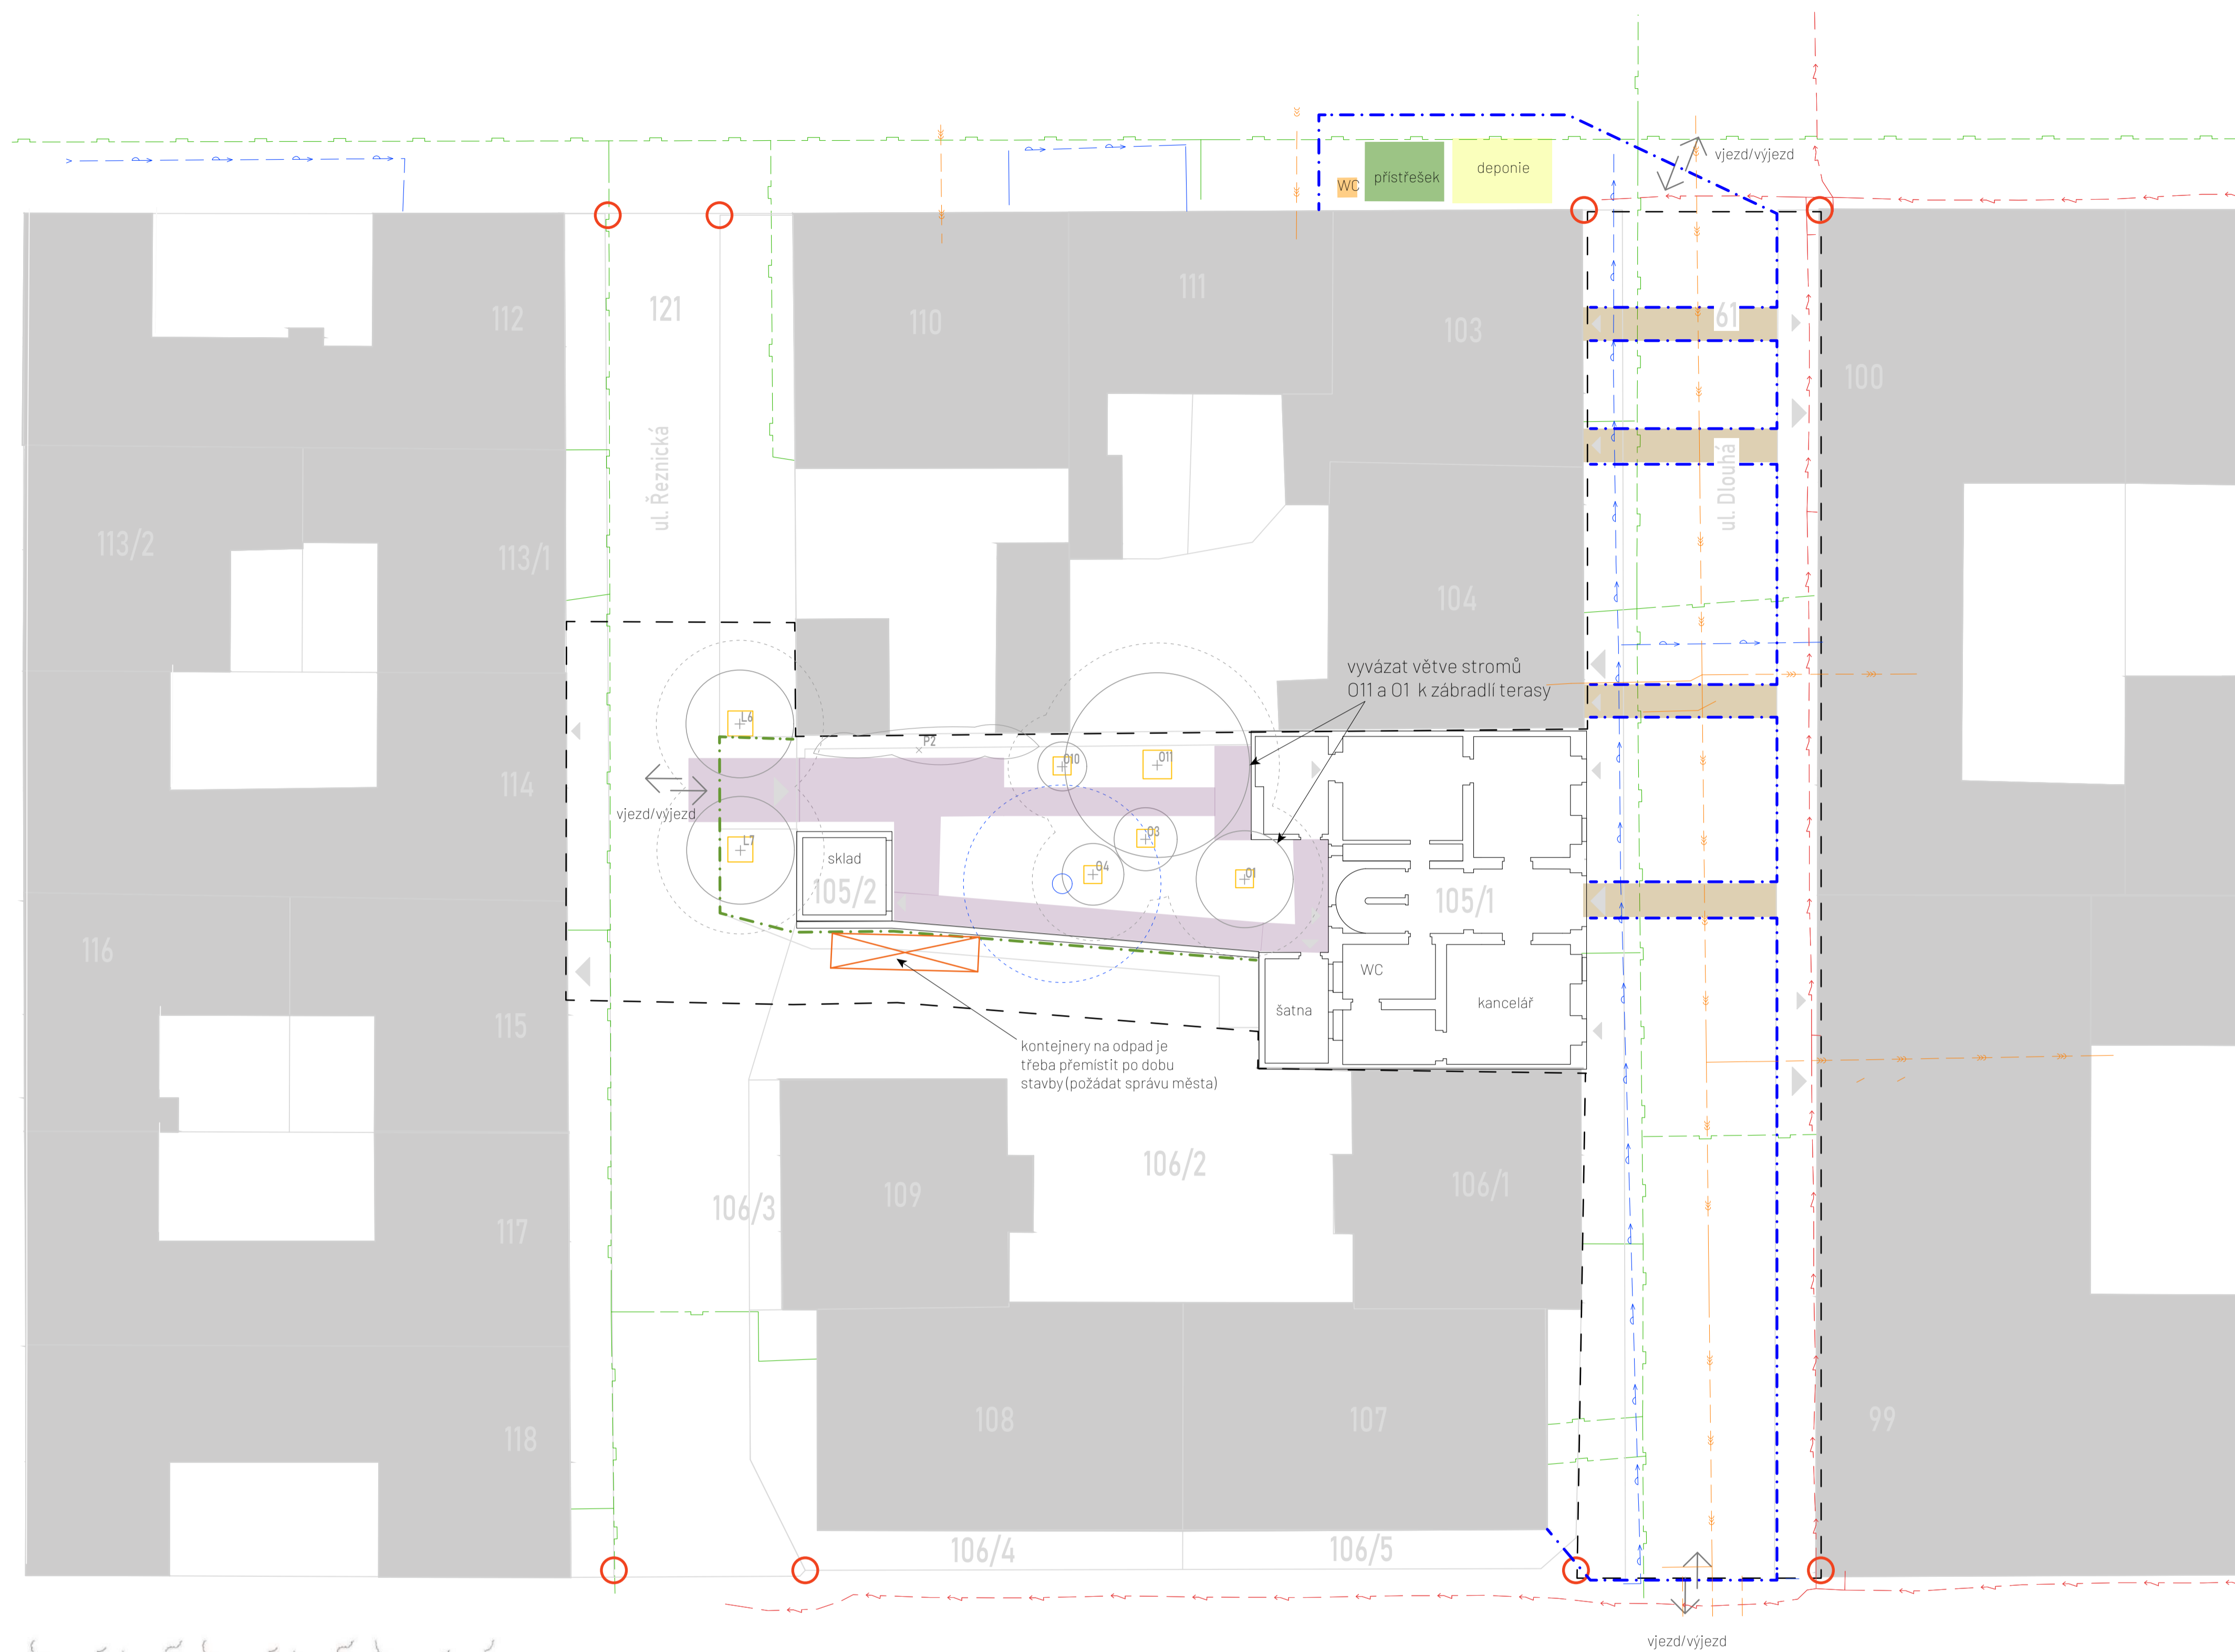 vjezd/výjezd
WC
přístřešek
deponie
112
121
110
111
103
61
100
ul. Řeznická
ul. Dlouhá
113/2
113/1
104
vyvázat větve stromů
O11 a O1 k zábradlí terasy
L6
P2
O10
O11
114
vjezd/výjezd
L7
O3
O4
O1
sklad
105/2
105/1
116
WC
115
šatna
kancelář
kontejnery na odpad je
třeba přemístit po dobu
stavby (požádat správu města)
106/2
106/3
109
106/1
117
118
108
107
99
106/4
106/5
vjezd/výjezd